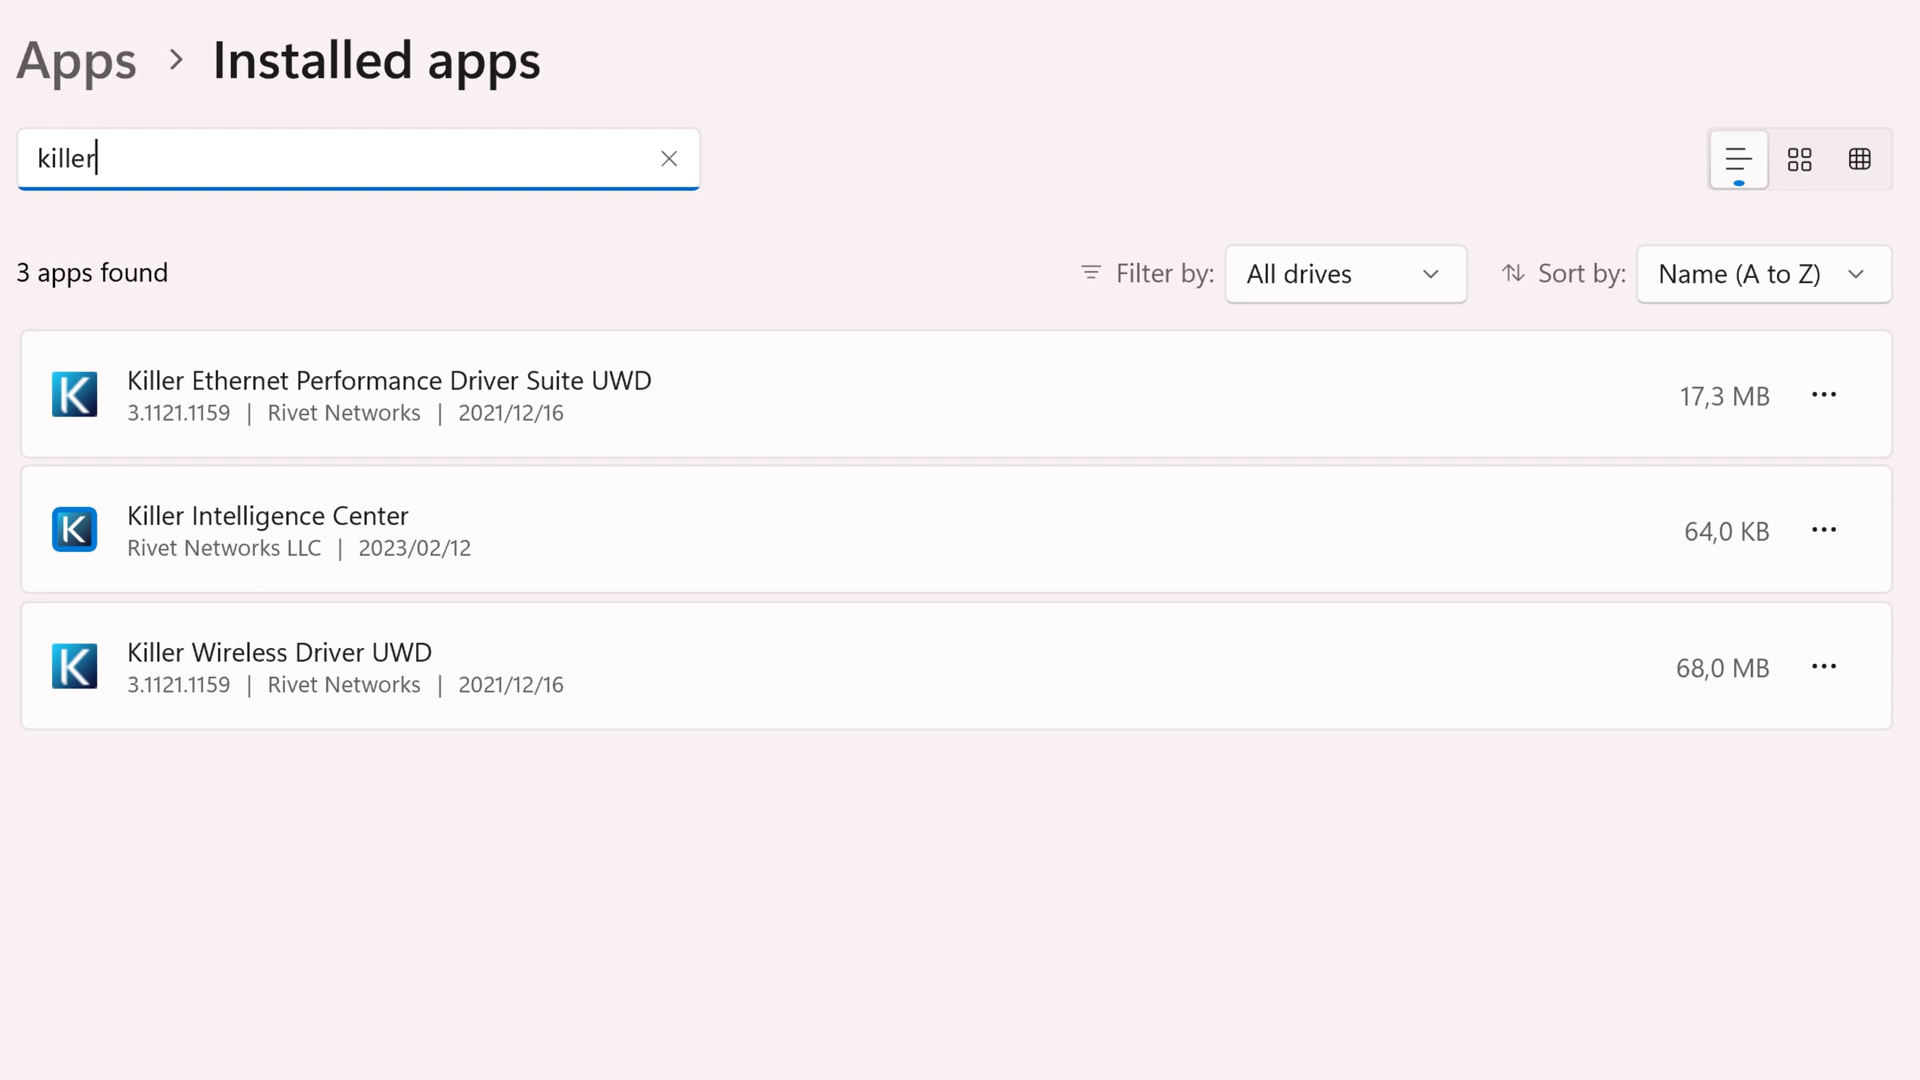 Apps > Installed apps
killer
3 apps found
Filter by: All drives
Sort by: Name (A to Z)
K
Killer Ethernet Performance Driver Suite UWD
3.1121.1159 | Rivet Networks | 2021/12/16
17,3 MB
K
Killer Intelligence Center
Rivet Networks LLC | 2023/02/12
64,0 KB
K
Killer Wireless Driver UWD
3.1121.1159 | Rivet Networks | 2021/12/16
68,0 MB